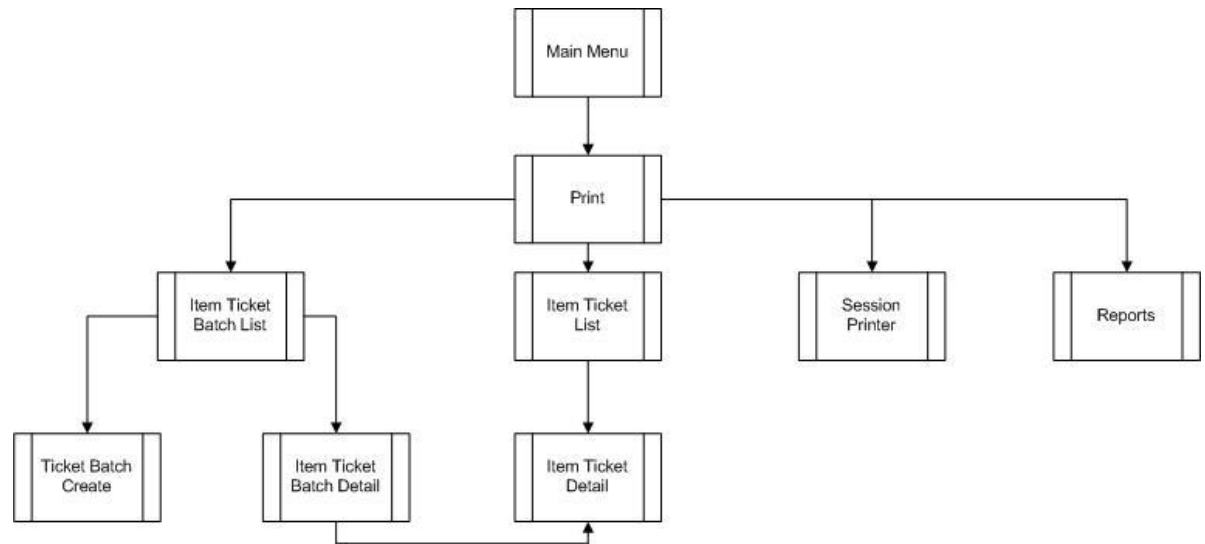 Main Menu
Print
Item Ticket
Batch List
Item Ticket
List
Session
Printer
Reports
Ticket Batch
Create
Item Ticket
Batch Detail
Item Ticket
Detail